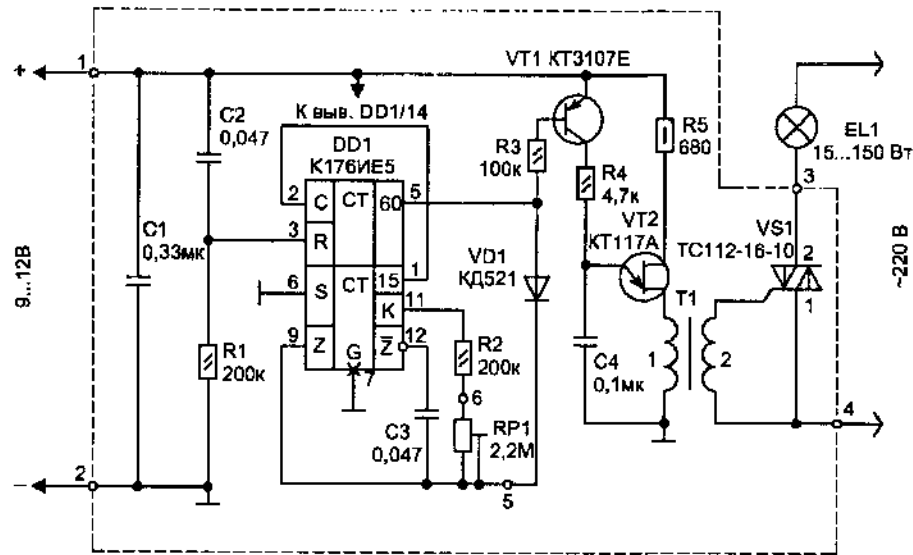 1
+
C2
0,047
C1
0,33мк
9...12В
R1
200к
2
–
К выв. DD1/14
DD1
К176ИЕ5
2
C
CT
60
5
3
R
6
S
CT
15
1
K
11
9
Z
G
7
Z
12
C3
0,047
R2
200к
6
RP1
2,2М
5
VT1 КТ3107Е
R3
100к
VD1
КД521
R4
4,7к
R5
680
VT2
КТ117А
C4
0,1мк
T1
1
2
EL1
15...150 Вт
3
VS1
ТС112-16-10
2
1
4
~220 В